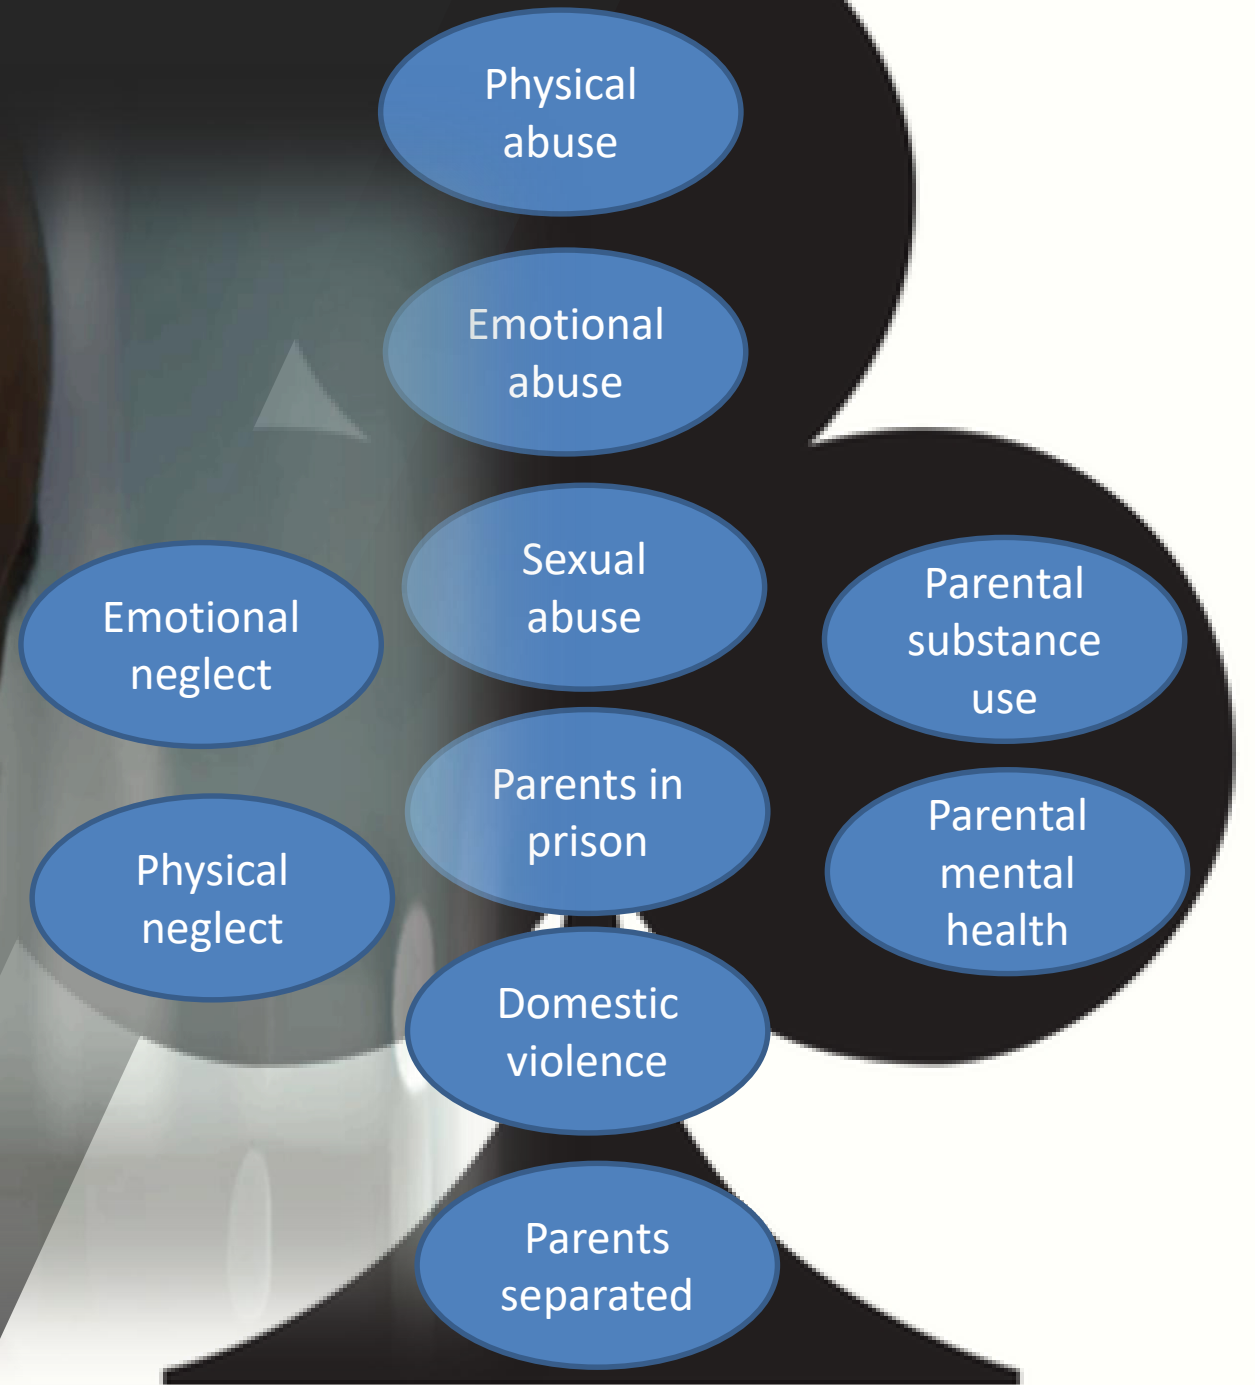 Physical
abuse
Emotional
abuse
Sexual
abuse
Emotional
neglect
Parental
substance
use
Parents in
prison
Physical
neglect
Parental
mental
health
Domestic
violence
Parents
separated